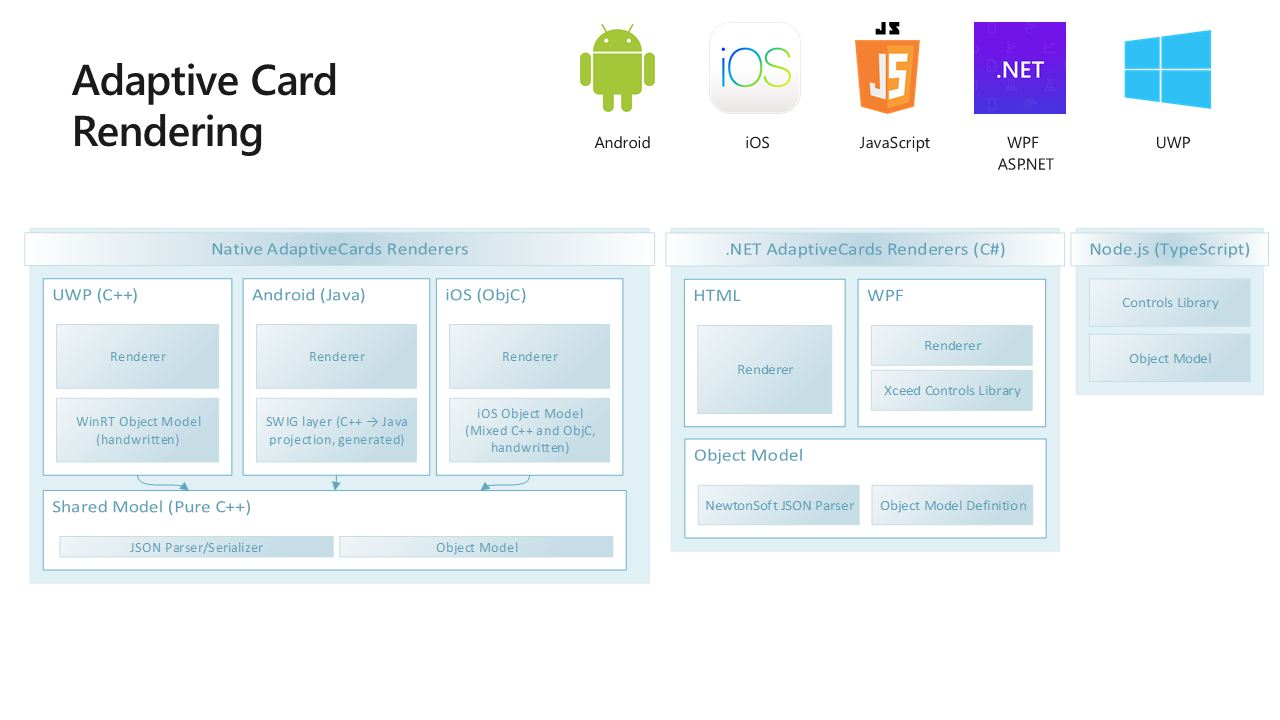 Adaptive Card
Rendering
iOS
JS
JS
.NET
Android
iOS
JavaScript
WPF
ASP.NET
UWP
Native AdaptiveCards Renderers
UWP (C++)
Renderer
WinRT Object Model
(handwritten)
Android (Java)
Renderer
SWIG layer (C++ → Java
projection, generated)
iOS (ObjC)
Renderer
iOS Object Model
(Mixed C++ and ObjC,
handwritten)
Shared Model (Pure C++)
JSON Parser/Serializer
Object Model
.NET AdaptiveCards Renderers (C#)
HTML
Renderer
WPF
Renderer
Xceed Controls Library
Object Model
NewtonSoft JSON Parser
Object Model Definition
Node.js (TypeScript)
Controls Library
Object Model